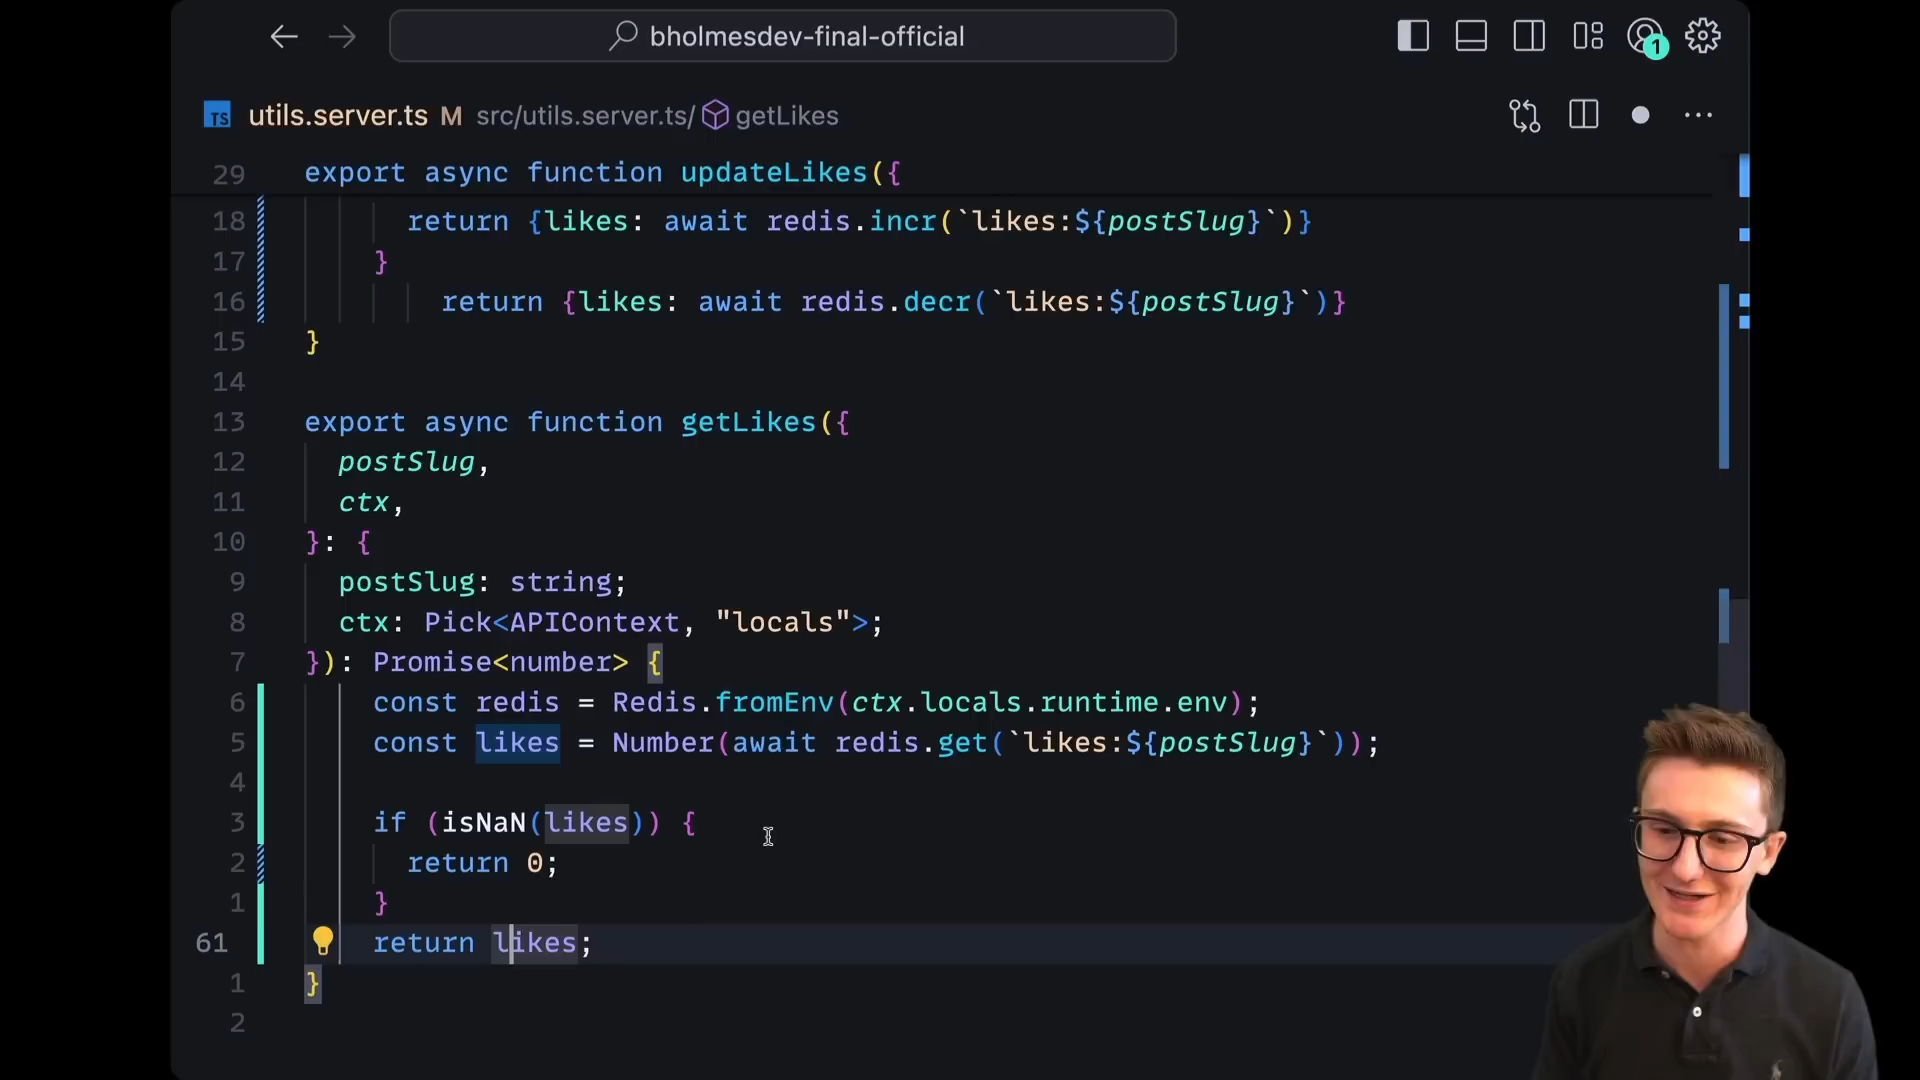 bholmesdev-final-official
1
TS utils.server.ts M src/utils.server.ts/ getLikes
29 export async function updateLikes({
18 return {likes: await redis.incr(`likes:${postSlug}`)}
17 }
16 return {likes: await redis.decr(`likes:${postSlug}`)}
15 }
14
13 export async function getLikes({
12 postSlug,
11 ctx,
10 }: {
9 postSlug: string;
8 ctx: Pick<APIContext, "locals">;
7 }): Promise<number> {
6 const redis = Redis.fromEnv(ctx.locals.runtime.env);
5 const likes = Number(await redis.get(`likes:${postSlug}`));
4
3 if (isNaN(likes)) {
2 return 0;
1 }
61 return likes;
1 }
2